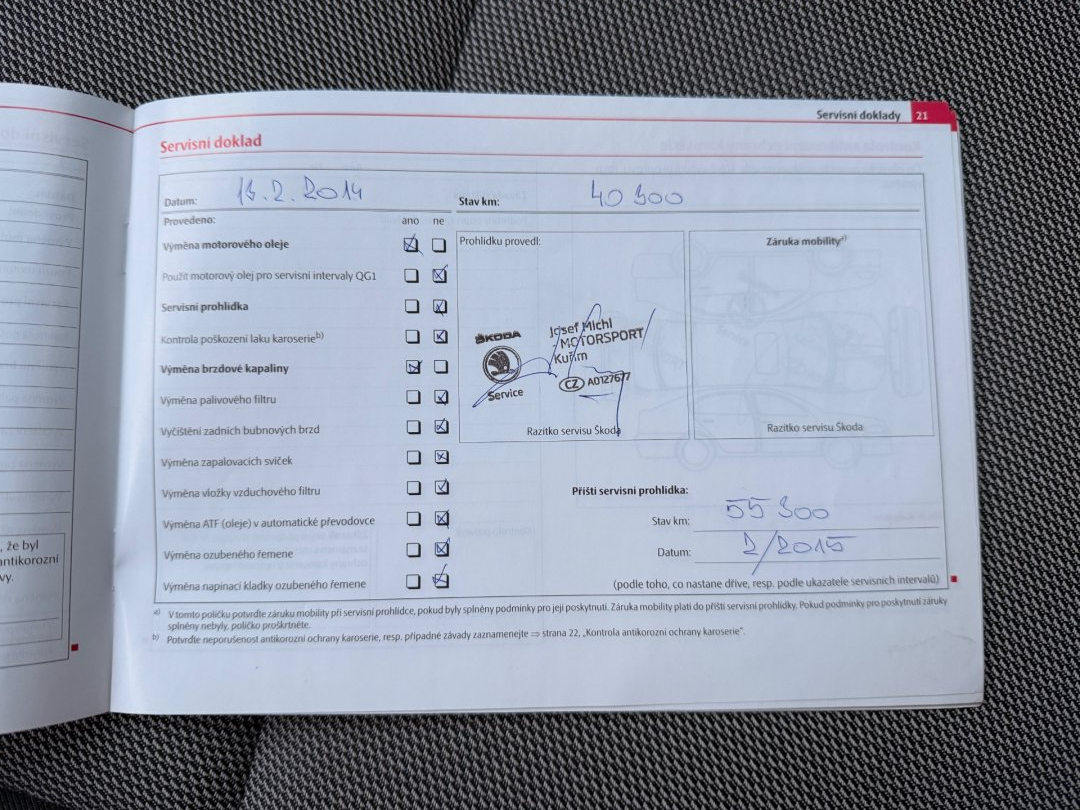 Servisní doklady 21
Servisní doklad
Datum: 13.2.2014
Stav km: 40 300
Provedeno: ano ne
Výměna motorového oleje
Použit motorový olej pro servisní intervaly QG1
Servisní prohlídka
Kontrola poškození laku karoserie b)
Výměna brzdové kapaliny
Výměna palivového filtru
Vyčištění zadních bubnových brzd
Výměna zapalovacích svíček
Výměna vložky vzduchového filtru
Výměna ATF (oleje) v automatické převodovce
Výměna ozubeného řemene
Výměna napínací kladky ozubeného řemene
Prohlídku provedl:
ŠKODA
Service
Josef Michl
- MOTORSPORT
Kuřim
CZ A0127677
Razítko servisu Škoda
Záruka mobility a)
Razítko servisu Škoda
Příští servisní prohlídka:
Stav km: 55 300
Datum: 2/2015
(podle toho, co nastane dříve, resp. podle ukazatele servisních intervalů)
a) V tomto políčku potvrďte záruku mobility při servisní prohlídce, pokud byly splněny podmínky pro její poskytnutí. Záruka mobility platí do příští servisní prohlídky. Pokud podmínky pro poskytnutí záruky
splněny nebyly, políčko proškrtněte.
b) Potvrďte neporušenost antikorozní ochrany karoserie, resp. případné závady zaznamenejte ⇒ strana 22, „Kontrola antikorozní ochrany karoserie".
, že byl
antikorozní
vy.